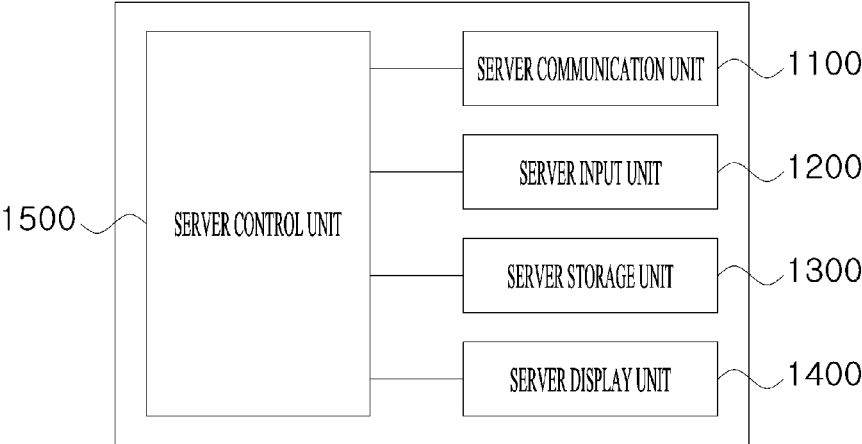 SERVER COMMUNICATION UNIT
1100
SERVER INPUT UNIT
1200
1500
SERVER CONTROL UNIT
SERVER STORAGE UNIT
1300
SERVER DISPLAY UNIT
1400